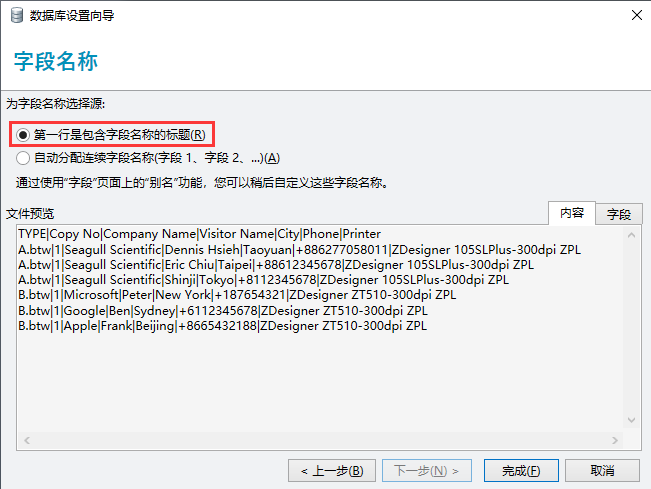 数据库设置向导
字段名称
为字段名称选择源:
第一行是包含字段名称的标题(R)
自动分配连续字段名称(字段 1、字段 2、...)(A)
通过使用“字段”页面上的“别名”功能，您可以稍后自定义这些字段名称。
文件预览
内容
字段
TYPE|Copy No|Company Name|Visitor Name|City|Phone|Printer
A.btw|1|Seagull Scientific|Dennis Hsieh|Taoyuan|+886277058011|ZDesigner 105SLPlus-300dpi ZPL
A.btw|1|Seagull Scientific|Eric Chiu|Taipei|+88612345678|ZDesigner 105SLPlus-300dpi ZPL
A.btw|1|Seagull Scientific|Shinji|Tokyo|+8112345678|ZDesigner 105SLPlus-300dpi ZPL
B.btw|1|Microsoft|Peter|New York|+187654321|ZDesigner ZT510-300dpi ZPL
B.btw|1|Google|Ben|Sydney|+6112345678|ZDesigner ZT510-300dpi ZPL
B.btw|1|Apple|Frank|Beijing|+8665432188|ZDesigner ZT510-300dpi ZPL
< 上一步(B)
下一步(N) >
完成(F)
取消